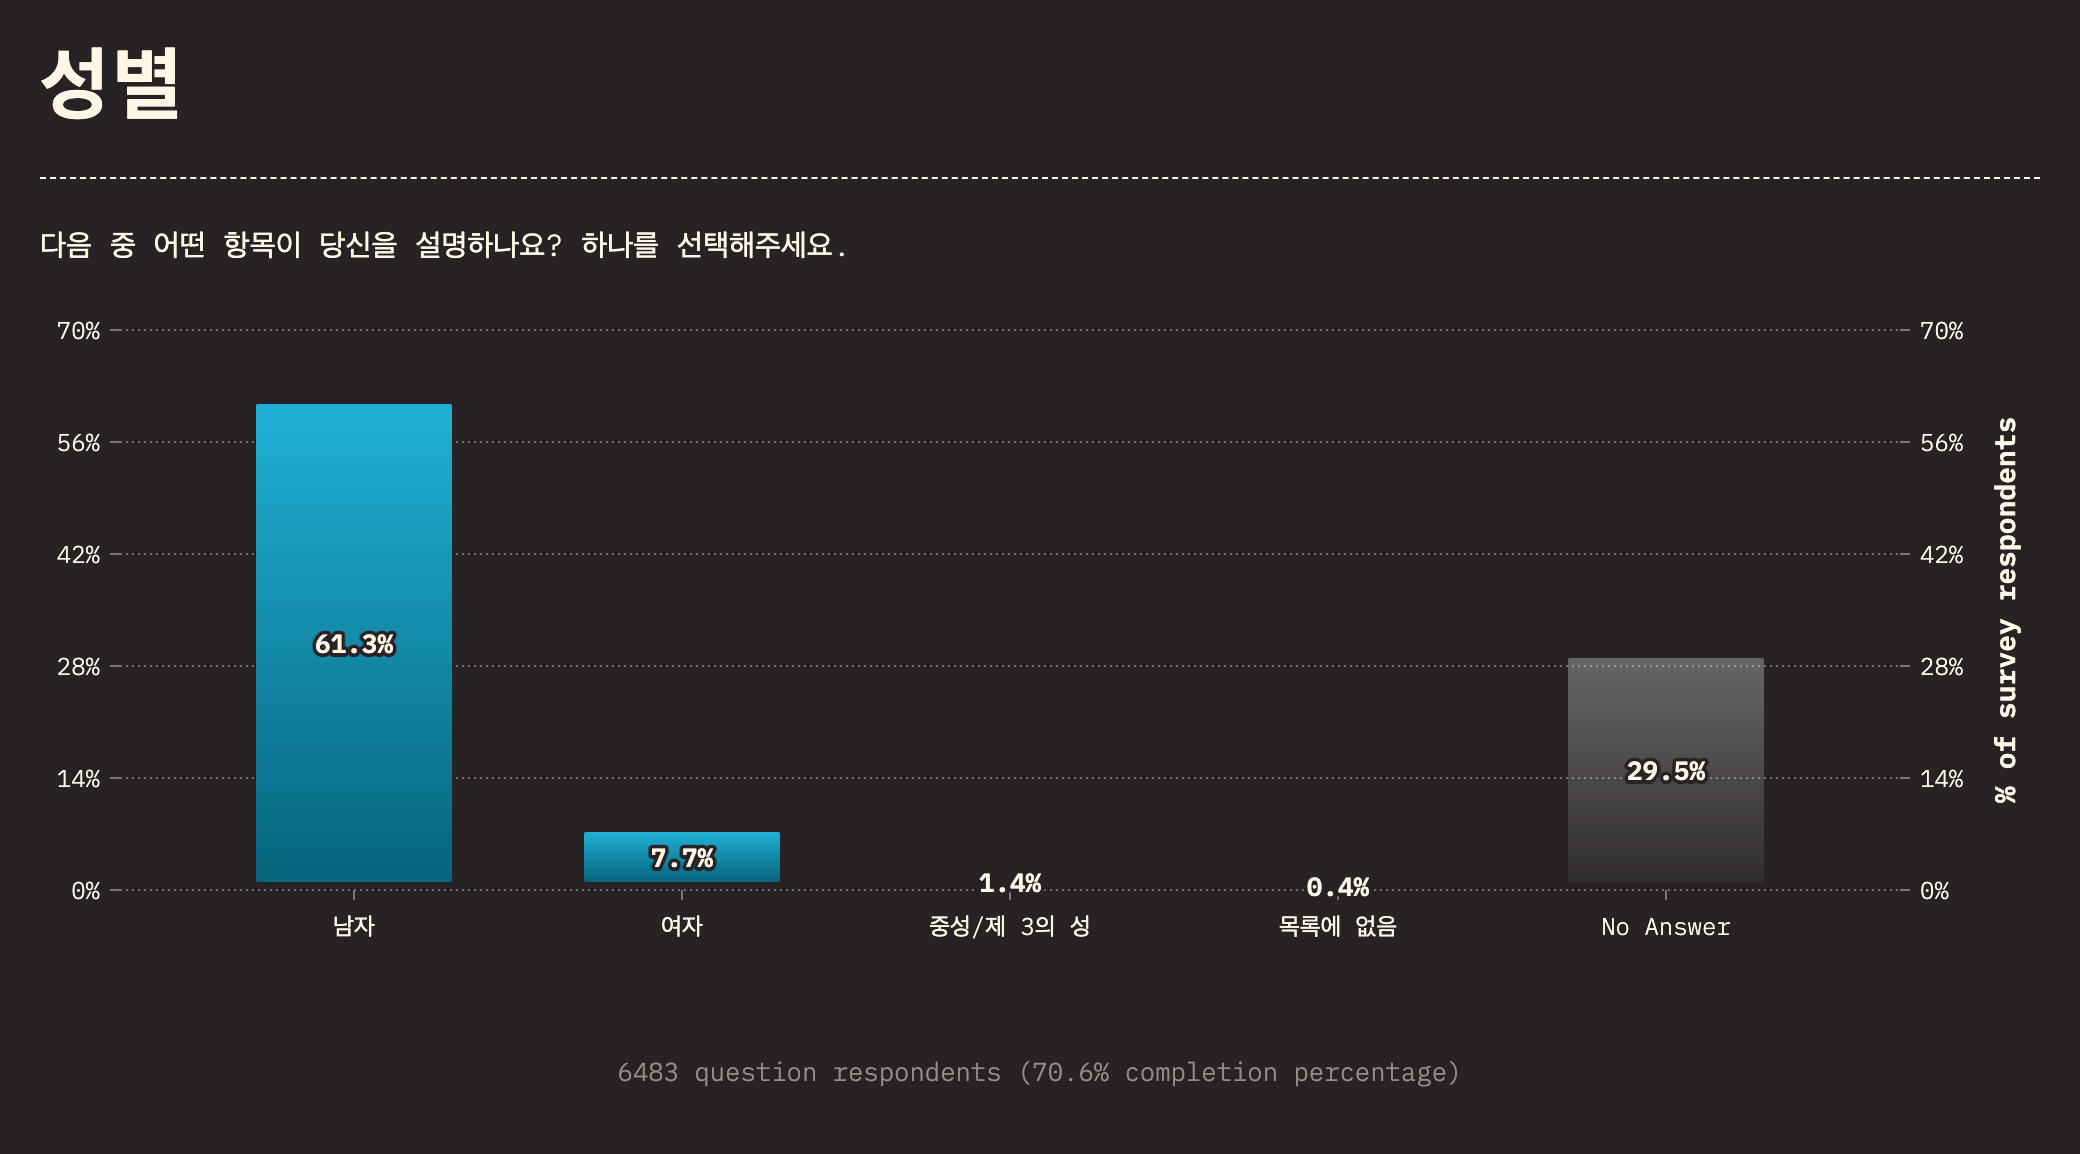 성별
다음 중 어떤 항목이 당신을 설명하나요? 하나를 선택해주세요.
70%
56%
42%
28%
14%
0%
61.3%
7.7%
1.4%
0.4%
29.5%
남자
여자
중성/제 3의 성
목록에 없음
No Answer
70%
56%
42%
28%
14%
0%
% of survey respondents
6483 question respondents (70.6% completion percentage)